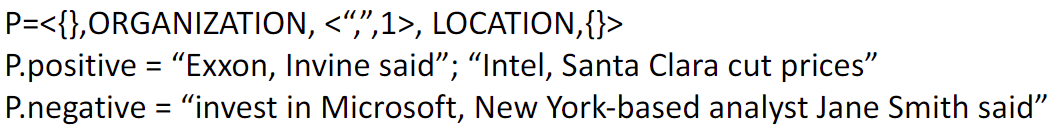 P=<{},ORGANIZATION, <“,”,1>, LOCATION,{}>
P.positive = “Exxon, Invine said”; “Intel, Santa Clara cut prices”
P.negative = “invest in Microsoft, New York-based analyst Jane Smith said”